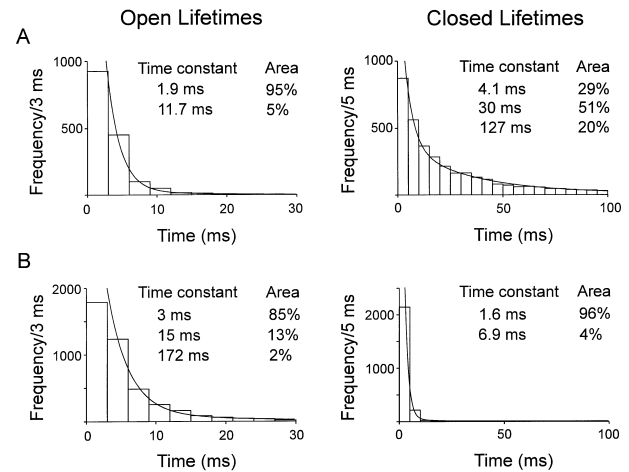 Open Lifetimes
Closed Lifetimes
A
Frequency/3 ms
1000
500
Time constant Area
1.9 ms 95%
11.7 ms 5%
0 10 20 30
Time (ms)
Frequency/5 ms
1000
500
Time constant Area
4.1 ms 29%
30 ms 51%
127 ms 20%
0 50 100
Time (ms)
B
Frequency/3 ms
2000
1000
Time constant Area
3 ms 85%
15 ms 13%
172 ms 2%
0 10 20 30
Time (ms)
Frequency/5 ms
2000
1000
Time constant Area
1.6 ms 96%
6.9 ms 4%
0 50 100
Time (ms)